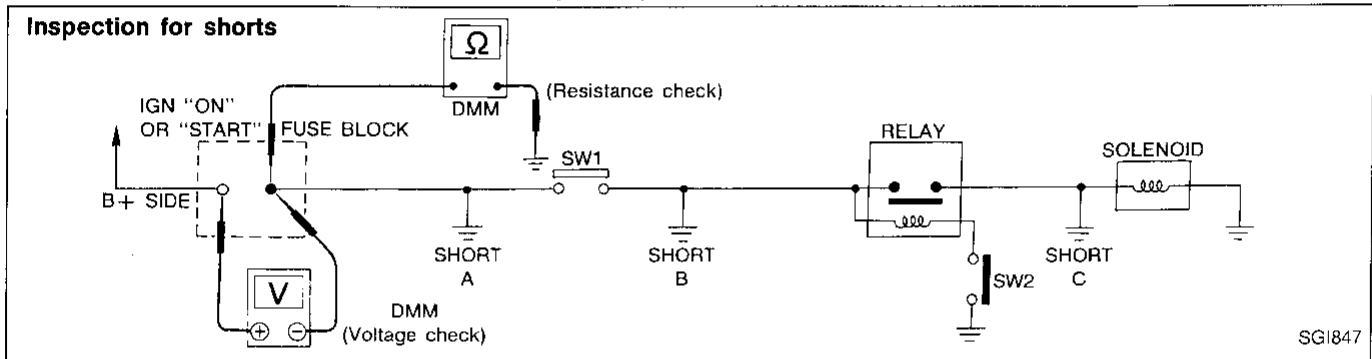 Inspection for shorts
Ω
DMM
(Resistance check)
IGN "ON"
OR "START"
FUSE BLOCK
B+ SIDE
SW1
RELAY
SOLENOID
SHORT
A
SHORT
B
SHORT
C
SW2
V
+ −
DMM
(Voltage check)
SGI847